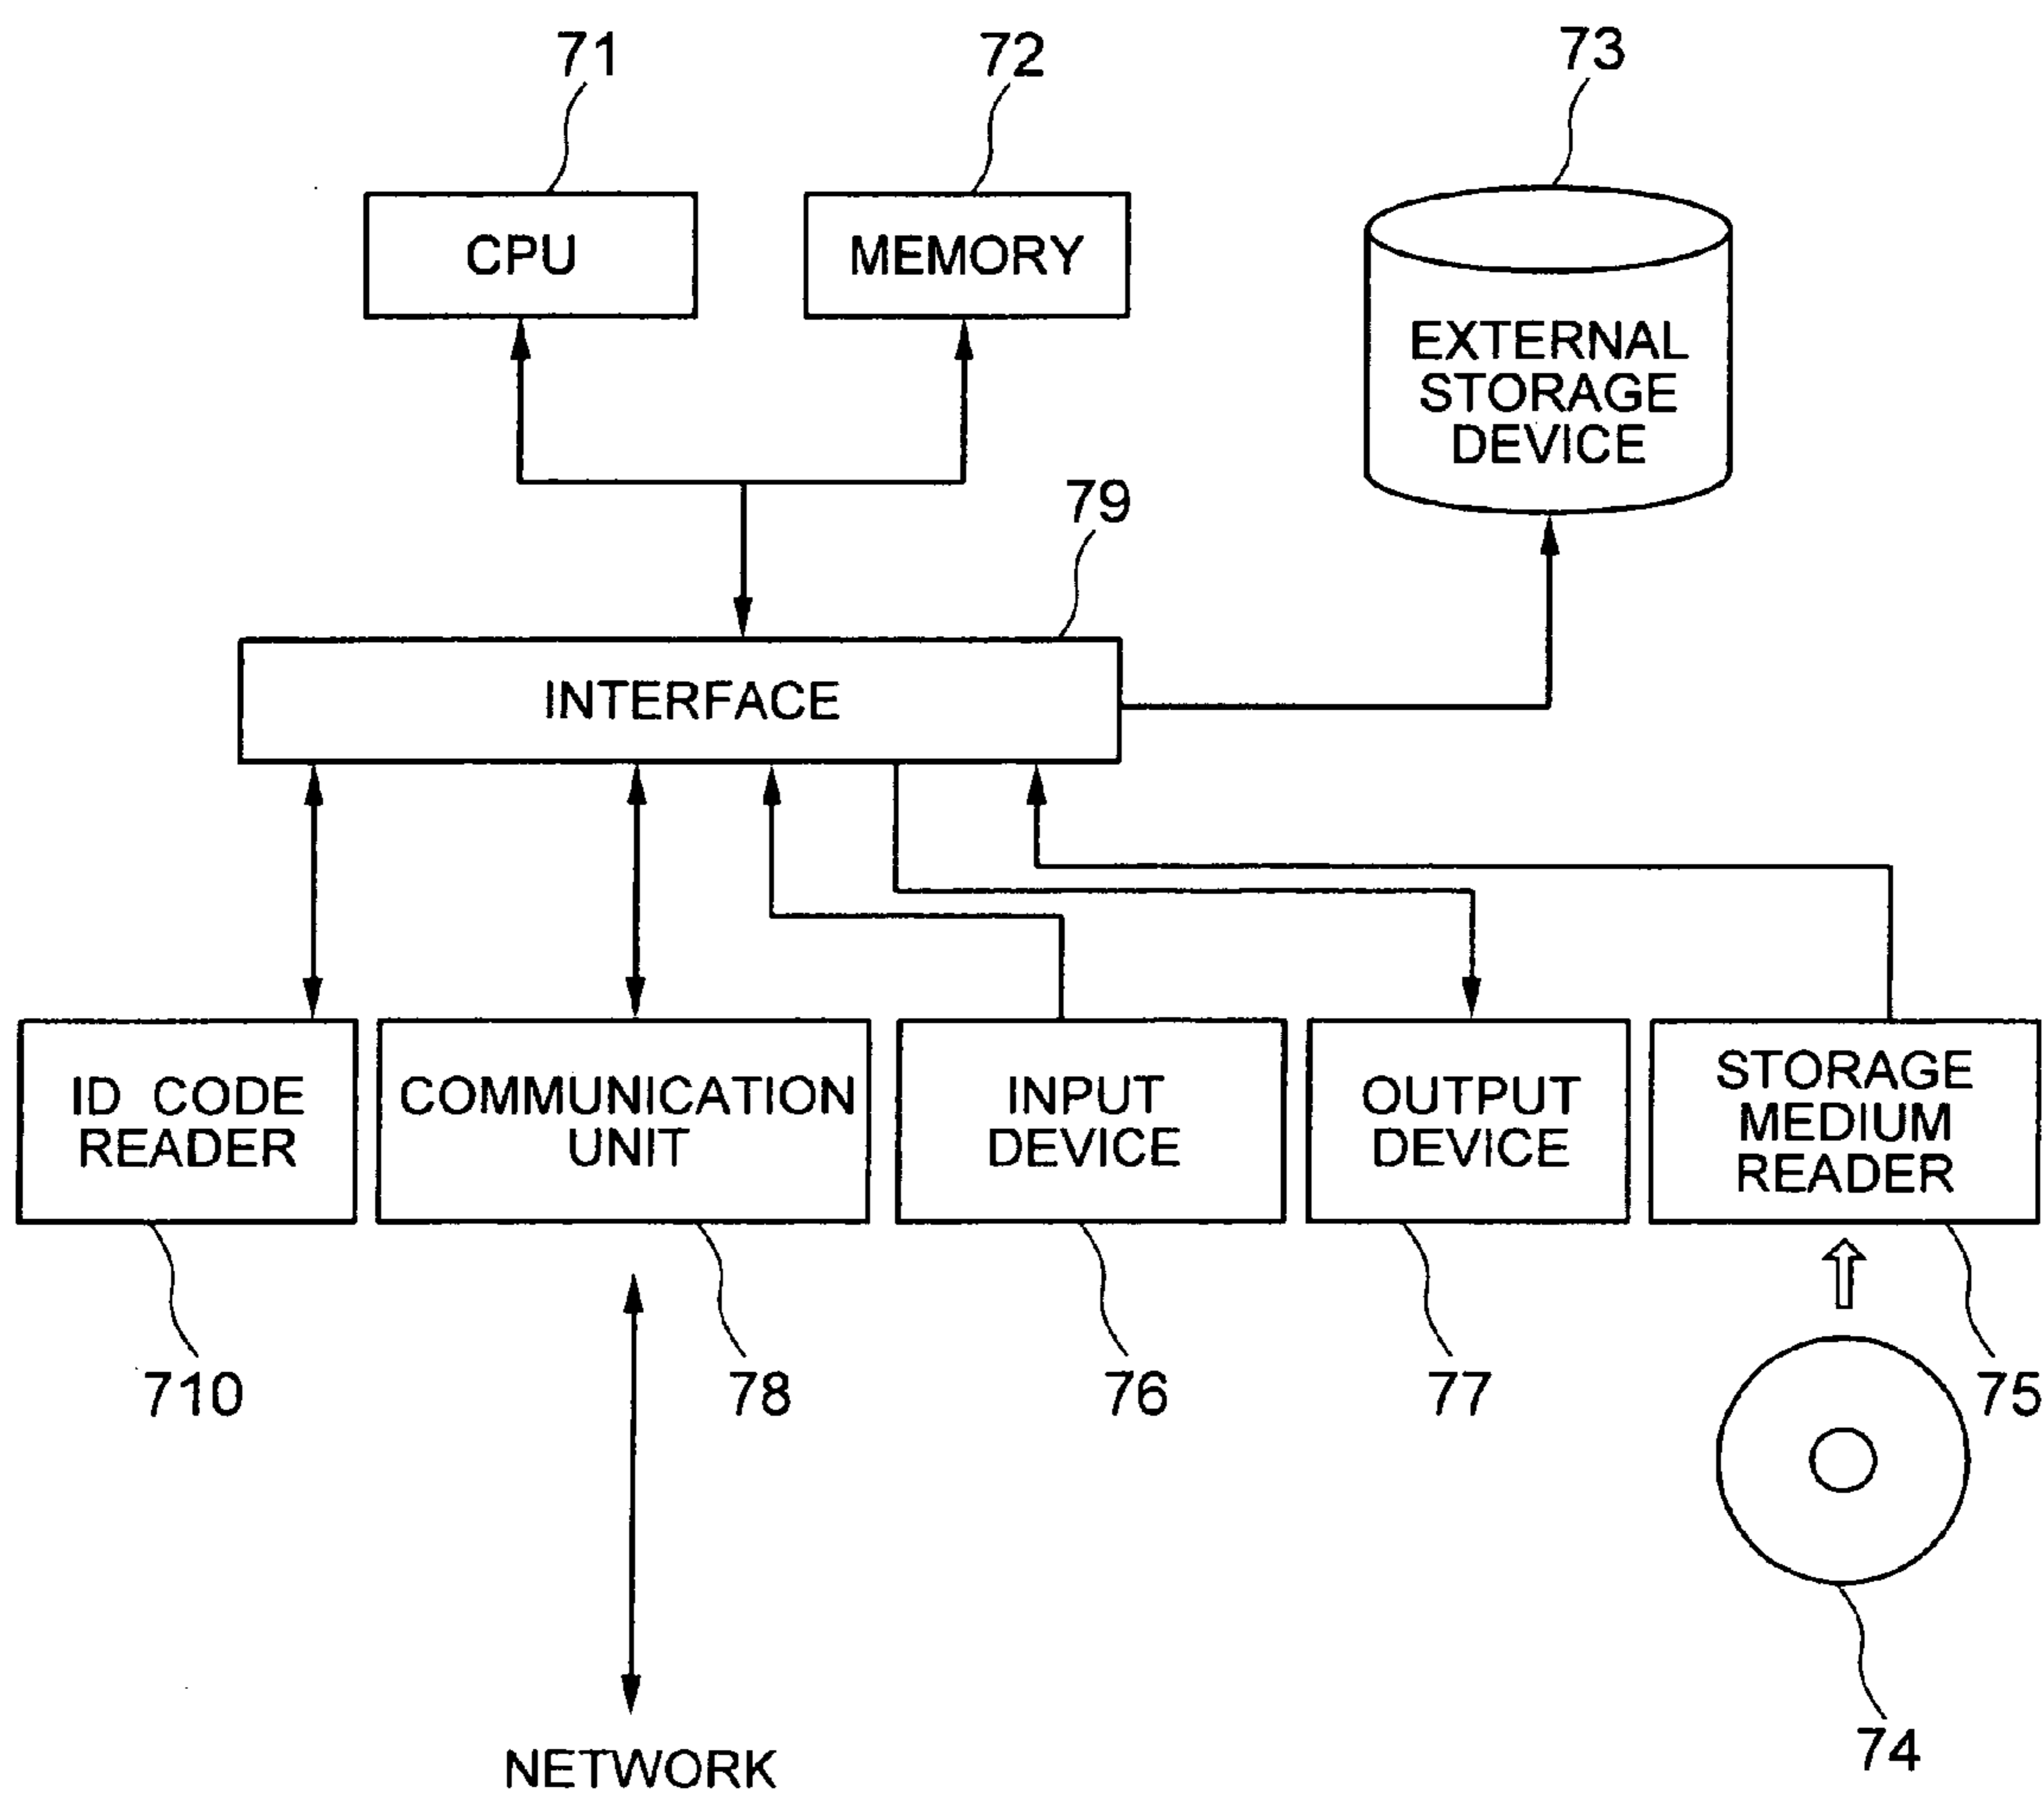 71
72
73
CPU
MEMORY
EXTERNAL
STORAGE
DEVICE
79
INTERFACE
ID CODE
READER
COMMUNICATION
UNIT
INPUT
DEVICE
OUTPUT
DEVICE
STORAGE
MEDIUM
READER
710
78
76
77
75
74
NETWORK